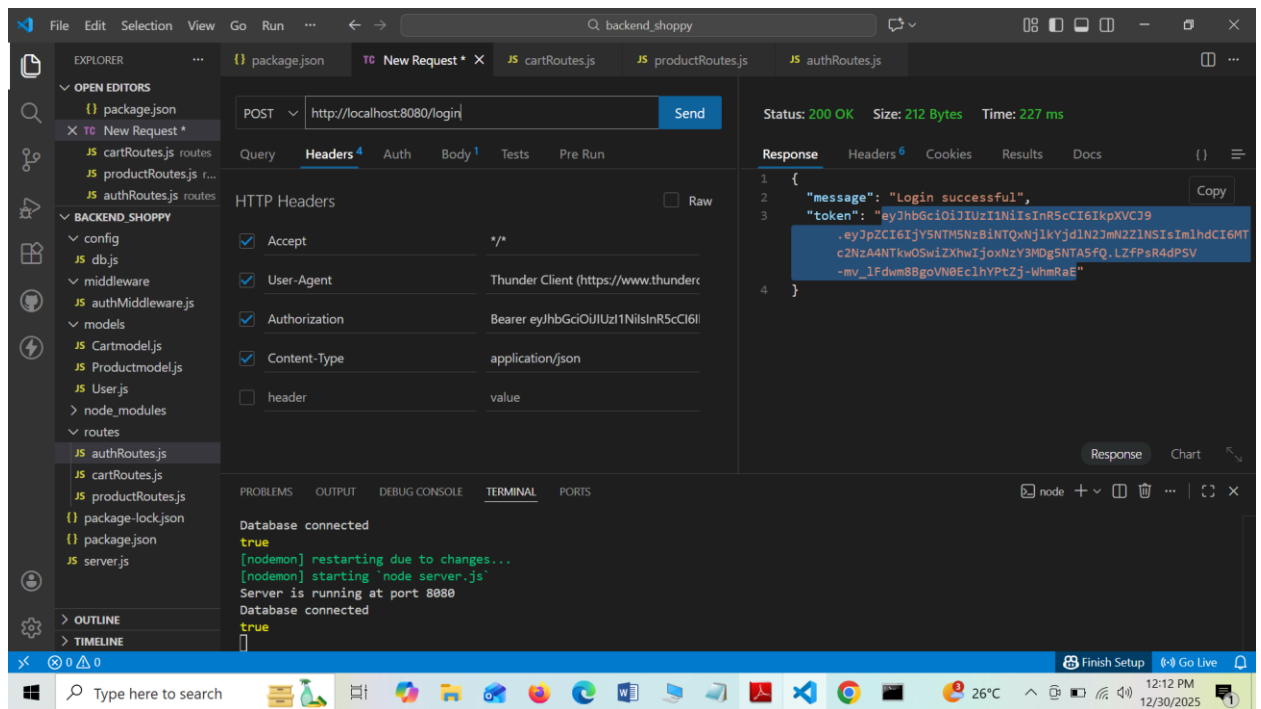 File Edit Selection View Go Run ··· backend_shoppy
EXPLORER ···
OPEN EDITORS
{} package.json
TC New Request *
JS cartRoutes.js routes
JS productRoutes.js r...
JS authRoutes.js routes
BACKEND_SHOPPY
config
JS db.js
middleware
JS authMiddleware.js
models
JS Cartmodel.js
JS Productmodel.js
JS User.js
node_modules
routes
JS authRoutes.js
JS cartRoutes.js
JS productRoutes.js
{} package-lock.json
{} package.json
JS server.js
OUTLINE
TIMELINE
{} package.json TC New Request * JS cartRoutes.js JS productRoutes.js JS authRoutes.js ···
POST http://localhost:8080/login Send
Query Headers 4 Auth Body 1 Tests Pre Run
HTTP Headers Raw
Accept */*
User-Agent Thunder Client (https://www.thunderc
Authorization
Content-Type application/json
header value
Status: 200 OK Size: 212 Bytes Time: 227 ms
Response Headers 6 Cookies Results Docs {}
Copy
1 {
2 "message": "Login successful",
3 "token":
4 }
Response Chart
PROBLEMS OUTPUT DEBUG CONSOLE TERMINAL PORTS node ···
Database connected
true
[nodemon] restarting due to changes...
[nodemon] starting `node server.js`
Server is running at port 8080
Database connected
true
0 0 Finish Setup Go Live
Type here to search 26°C 12:12 PM
12/30/2025